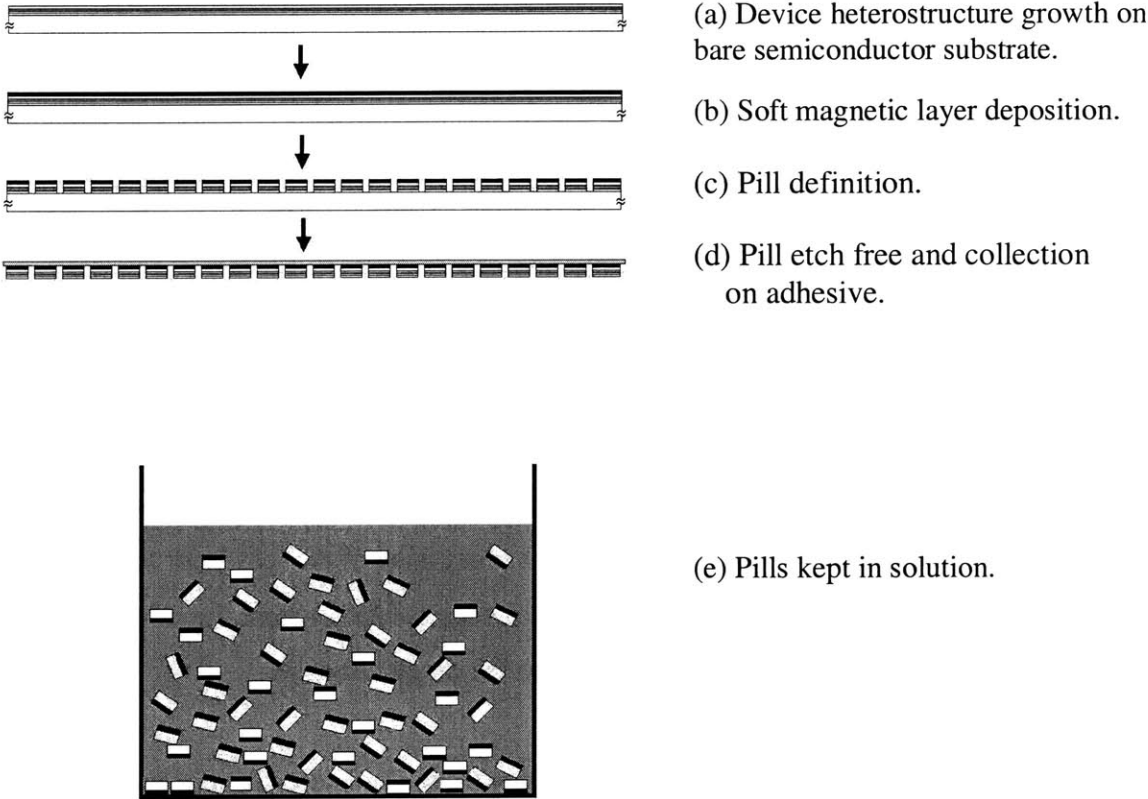 (a) Device heterostructure growth on
bare semiconductor substrate.
(b) Soft magnetic layer deposition.
(c) Pill definition.
(d) Pill etch free and collection
on adhesive.
(e) Pills kept in solution.